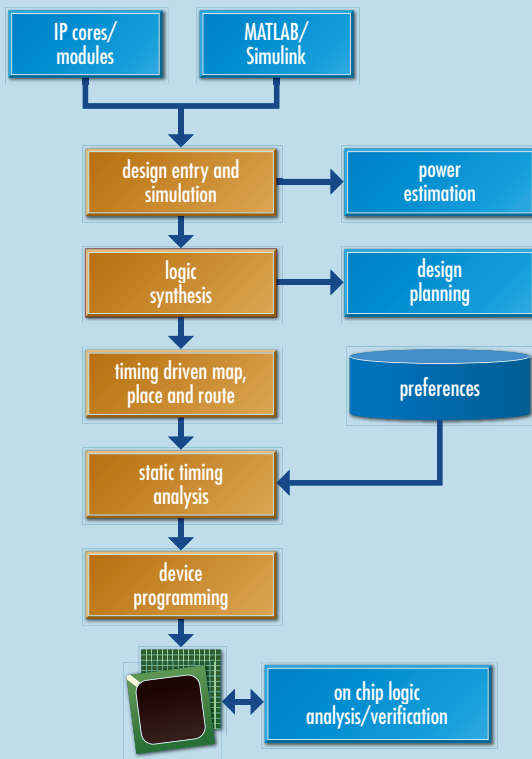 IP cores/
modules
MATLAB/
Simulink
design entry and
simulation
power
estimation
logic
synthesis
design
planning
timing driven map,
place and route
preferences
static timing
analysis
device
programming
on chip logic
analysis/verification